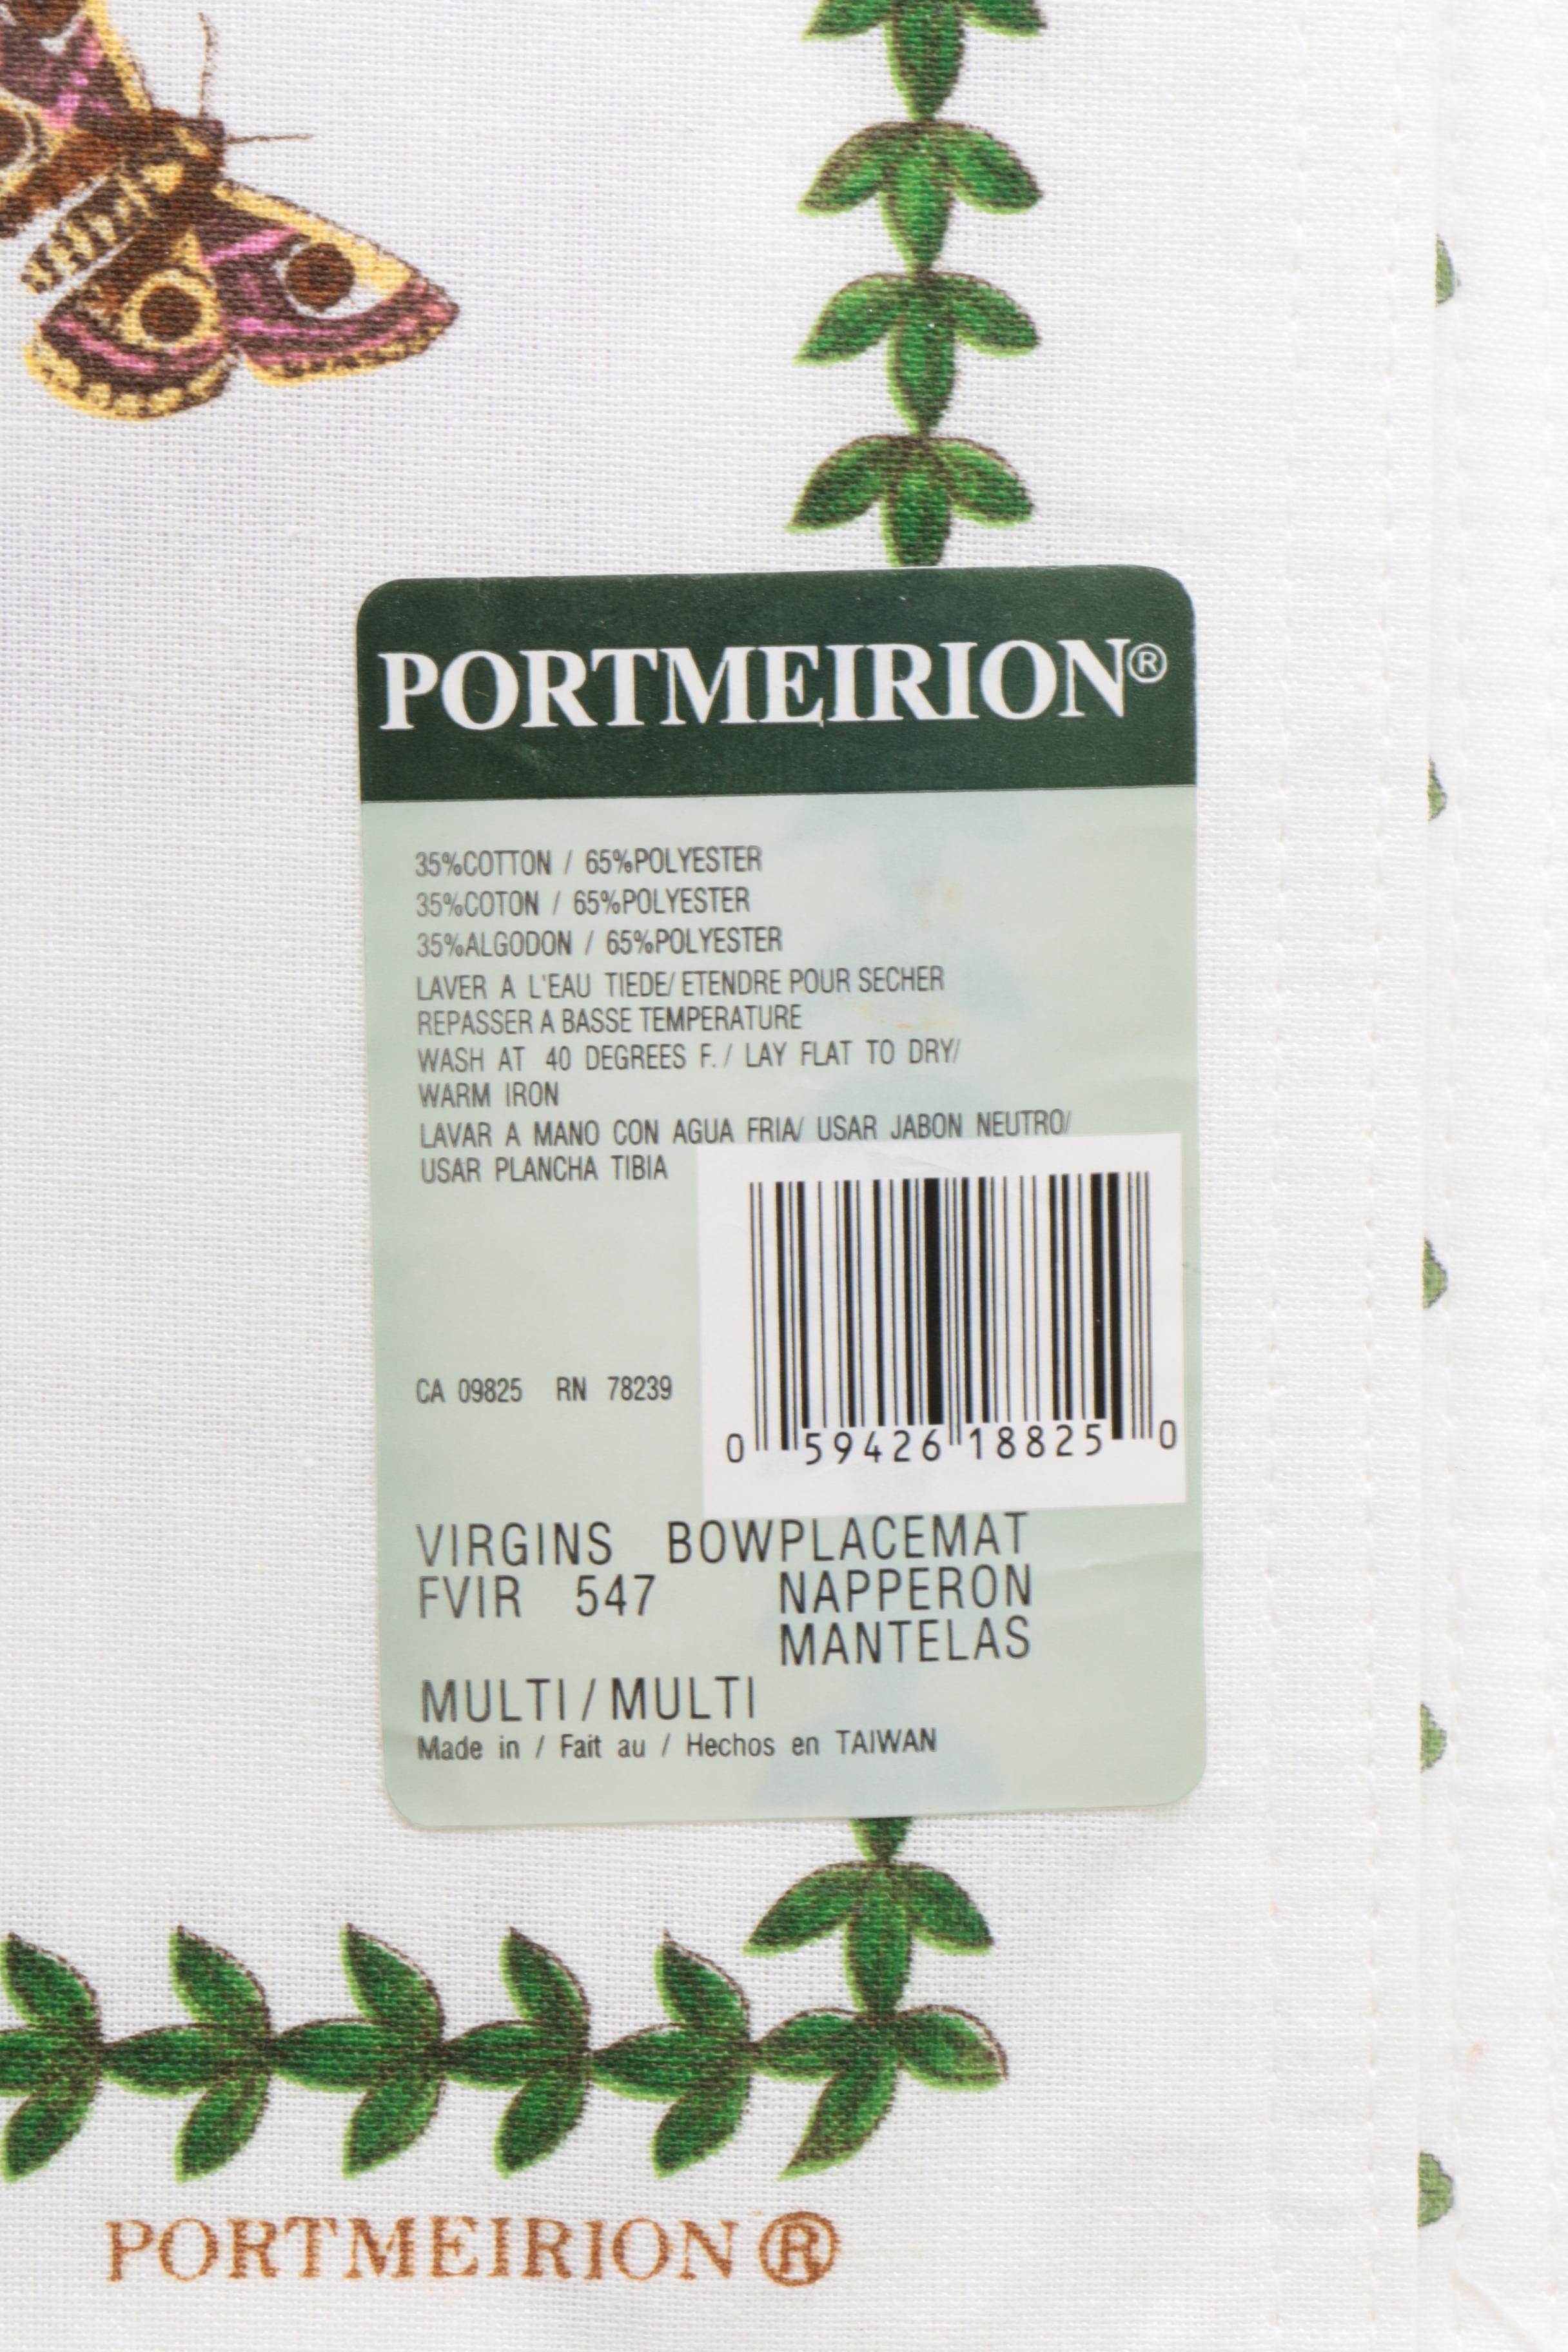 PORTMEIRION®
35%COTTON / 65%POLYESTER
35%COTON / 65%POLYESTER
35%ALGODON / 65%POLYESTER
LAVER A L'EAU TIEDE/ ETENDRE POUR SECHER
REPASSER A BASSE TEMPERATURE
WASH AT 40 DEGREES F. / LAY FLAT TO DRY/
WARM IRON
LAVAR A MANO CON AGUA FRIA/ USAR JABON NEUTRO/
USAR PLANCHA TIBIA
CA 09825 RN 78239
0 59426 18825 0
VIRGINS BOWPLACEMAT
FVIR 547 NAPPERON
MANTELAS
MULTI / MULTI
Made in / Fait au / Hechos en TAIWAN
PORTMEIRION®